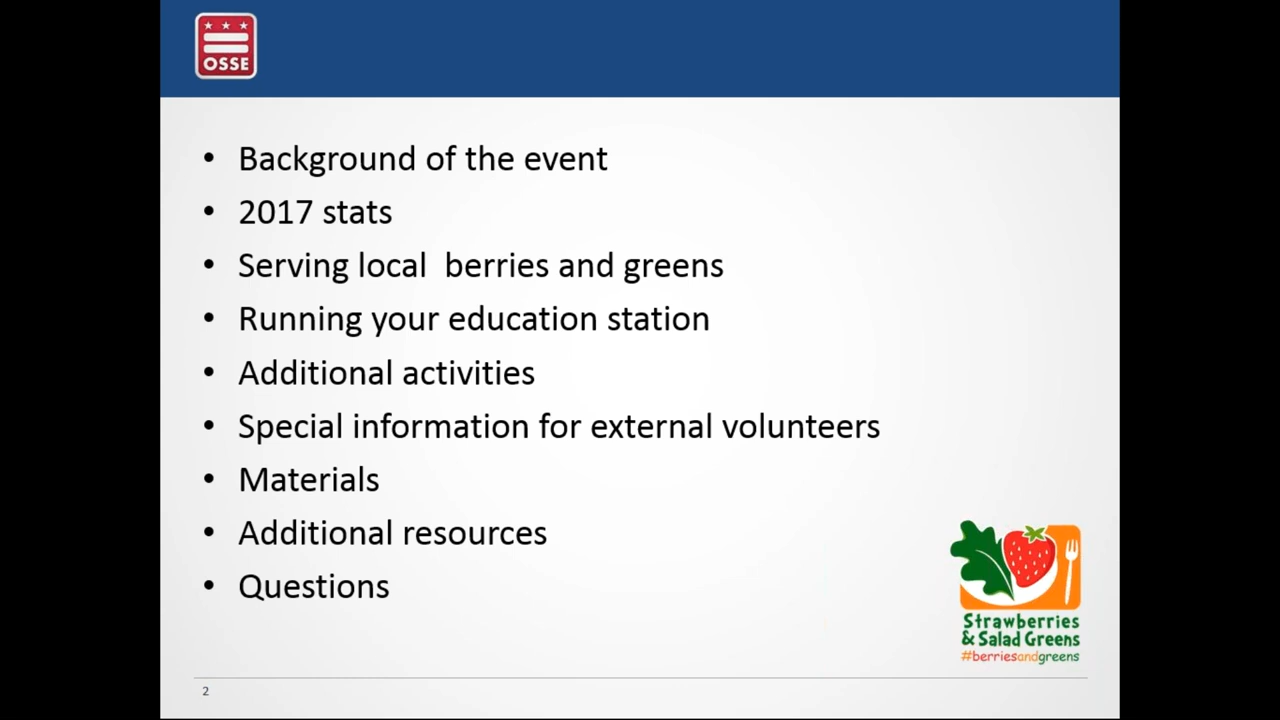 OSSE
• Background of the event
• 2017 stats
• Serving local  berries and greens
• Running your education station
• Additional activities
• Special information for external volunteers
• Materials
• Additional resources
• Questions
Strawberries
& Salad Greens
#berriesandgreens
2